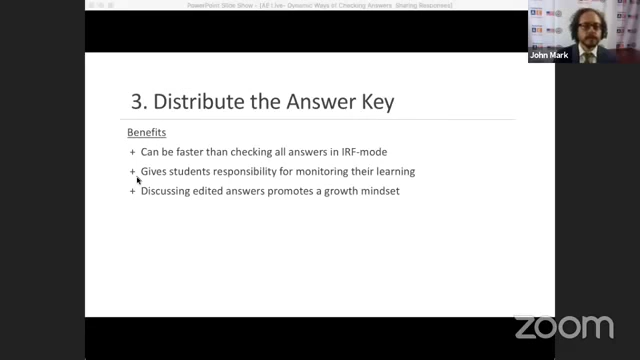 PowerPoint Slide Show - [AE Live- Dynamic Ways of Checking Answers Sharing Responses]
John Mark
3. Distribute the Answer Key
Benefits
+ Can be faster than checking all answers in IRF-mode
+ Gives students responsibility for monitoring their learning
+ Discussing edited answers promotes a growth mindset
zoom